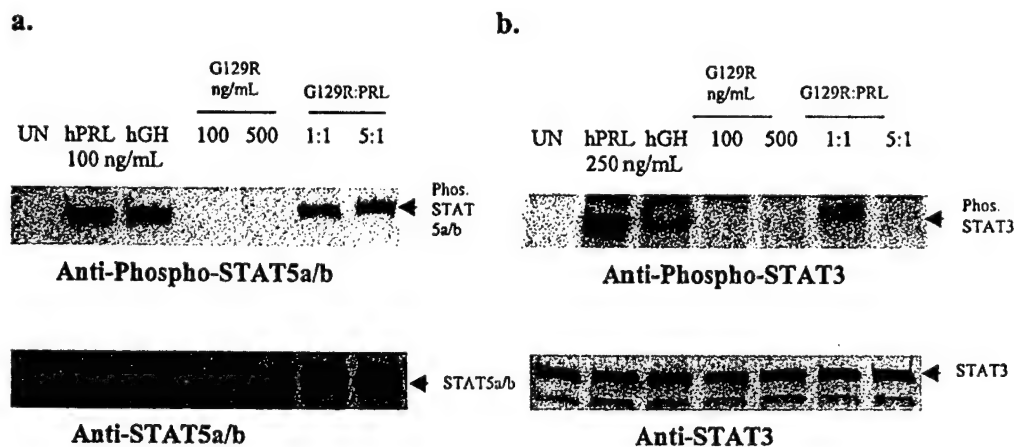 a.
G129R
ng/mL
G129R:PRL
UN hPRL hGH 100 500 1:1 5:1
100 ng/mL
Phos.
STAT
5a/b
Anti-Phospho-STAT5a/b
STAT5a/b
Anti-STAT5a/b
b.
G129R
ng/mL
G129R:PRL
UN hPRL hGH 100 500 1:1 5:1
250 ng/mL
Phos.
STAT3
Anti-Phospho-STAT3
STAT3
Anti-STAT3